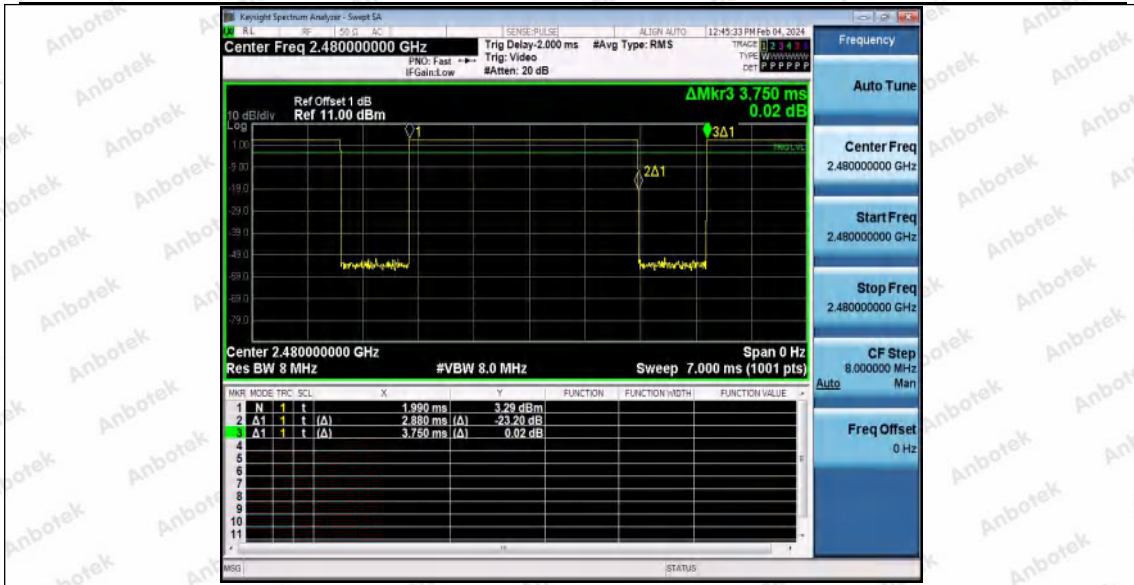 Keysight Spectrum Analyzer - Swept SA
RL RF 50 Ω AC SENSE:PULSE ALIGN AUTO 12:45:33 PM Feb 04, 2024
Center Freq 2.480000000 GHz
PNO: Fast
IFGain:Low
Trig Delay-2.000 ms
Trig: Video
#Atten: 20 dB
#Avg Type: RMS
TRACE 1 2 3 4 5 6
TYPE WWWWWW
DET P P P P P P
ΔMkr3 3.750 ms
0.02 dB
Ref Offset 1 dB
10 dB/div Ref 11.00 dBm
Log
1
3Δ1
1.00
TRIG LVL
-9.00
2Δ1
-19.0
-29.0
-39.0
-49.0
-59.0
-69.0
-79.0
Center 2.480000000 GHz Span 0 Hz
Res BW 8 MHz #VBW 8.0 MHz Sweep 7.000 ms (1001 pts)
MKR MODE TRC SCL X Y FUNCTION FUNCTION WIDTH FUNCTION VALUE
1 N 1 t 1.990 ms 3.29 dBm
2 Δ1 1 t (Δ) 2.880 ms (Δ) -23.20 dB
3 Δ1 1 t (Δ) 3.750 ms (Δ) 0.02 dB
4
5
6
7
8
9
10
11
MSG STATUS
Frequency
Auto Tune
Center Freq
2.480000000 GHz
Start Freq
2.480000000 GHz
Stop Freq
2.480000000 GHz
CF Step
8.000000 MHz
Auto Man
Freq Offset
0 Hz
Anbotek